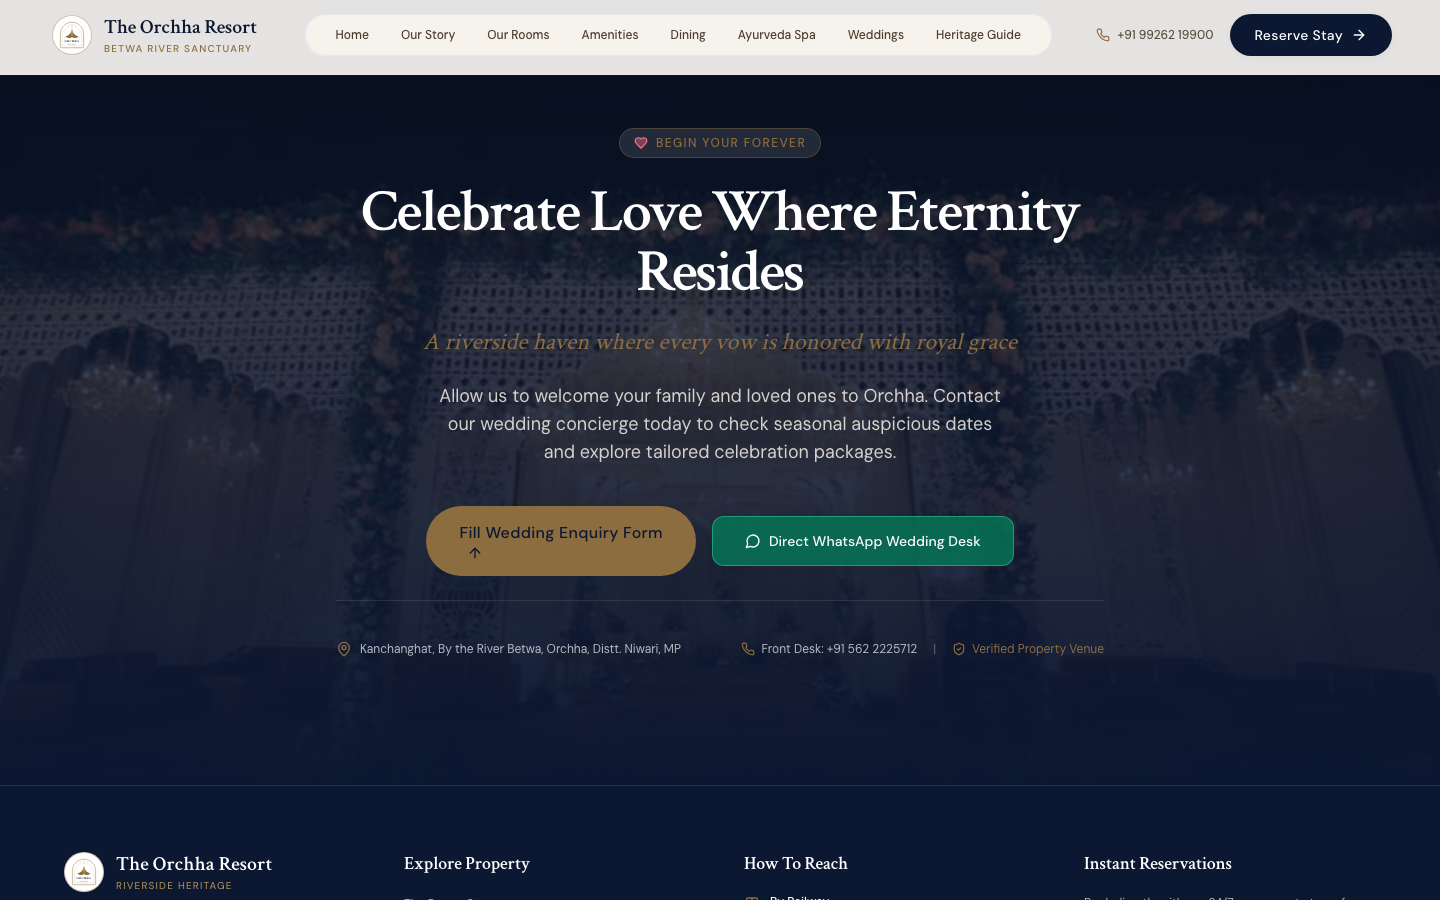 The Orchha Resort
BETWA RIVER SANCTUARY
Home
Our Story
Our Rooms
Amenities
Dining
Ayurveda Spa
Weddings
Heritage Guide
+91 99262 19900
Reserve Stay
BEGIN YOUR FOREVER
Celebrate Love Where Eternity
Resides
A riverside haven where every vow is honored with royal grace
Allow us to welcome your family and loved ones to Orchha. Contact
our wedding concierge today to check seasonal auspicious dates
and explore tailored celebration packages.
Fill Wedding Enquiry Form
Direct WhatsApp Wedding Desk
Kanchanghat, By the River Betwa, Orchha, Distt. Niwari, MP
Front Desk: +91 562 2225712
|
Verified Property Venue
The Orchha Resort
RIVERSIDE HERITAGE
Explore Property
How To Reach
Instant Reservations
By Railway